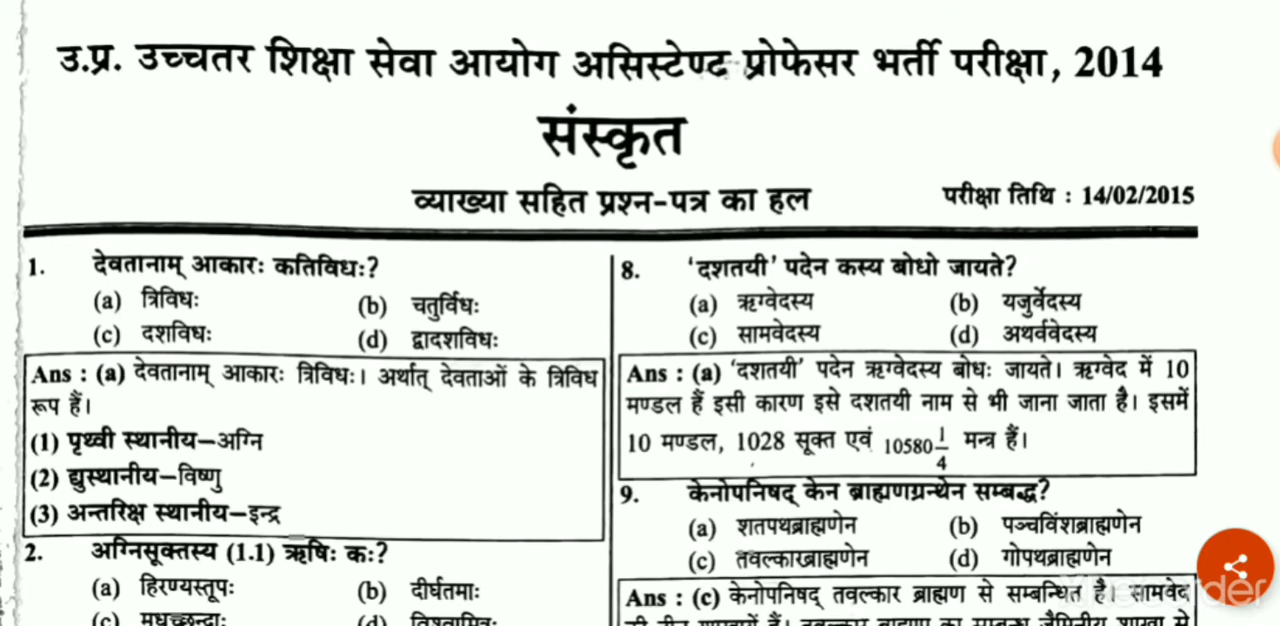 उ.प्र. उच्चतर शिक्षा सेवा आयोग असिस्टेण्ट प्रोफेसर भर्ती परीक्षा, 2014
संस्कृत
व्याख्या सहित प्रश्न-पत्र का हल
परीक्षा तिथि : 14/02/2015
1. देवतानाम् आकारः कतिविधः?
(a) त्रिविधः (b) चतुर्विधः
(c) दशविधः (d) द्वादशविधः
Ans : (a) देवतानाम् आकारः त्रिविधः। अर्थात् देवताओं के त्रिविध
रूप हैं।
(1) पृथ्वी स्थानीय–अग्नि
(2) द्युस्थानीय–विष्णु
(3) अन्तरिक्ष स्थानीय–इन्द्र
2. अग्निसूक्तस्य (1.1) ऋषिः कः?
(a) हिरण्यस्तूपः (b) दीर्घतमाः
(c) मधुच्छन्दाः (d) विश्वामित्रः
8. ‘दशतयी’ पदेन कस्य बोधो जायते?
(a) ऋग्वेदस्य (b) यजुर्वेदस्य
(c) सामवेदस्य (d) अथर्ववेदस्य
Ans : (a) ‘दशतयी’ पदेन ऋग्वेदस्य बोधः जायते। ऋग्वेद में 10
मण्डल हैं इसी कारण इसे दशतयी नाम से भी जाना जाता है। इसमें
10 मण्डल, 1028 सूक्त एवं 10580 1/4 मन्त्र हैं।
9. केनोपनिषद् केन ब्राह्मणग्रन्थेन सम्बद्ध?
(a) शतपथब्राह्मणेन (b) पञ्चविंशब्राह्मणेन
(c) तवल्कारब्राह्मणेन (d) गोपथब्राह्मणेन
Ans : (c) केनोपनिषद् तवल्कार ब्राह्मण से सम्बन्धित है। सामवेद